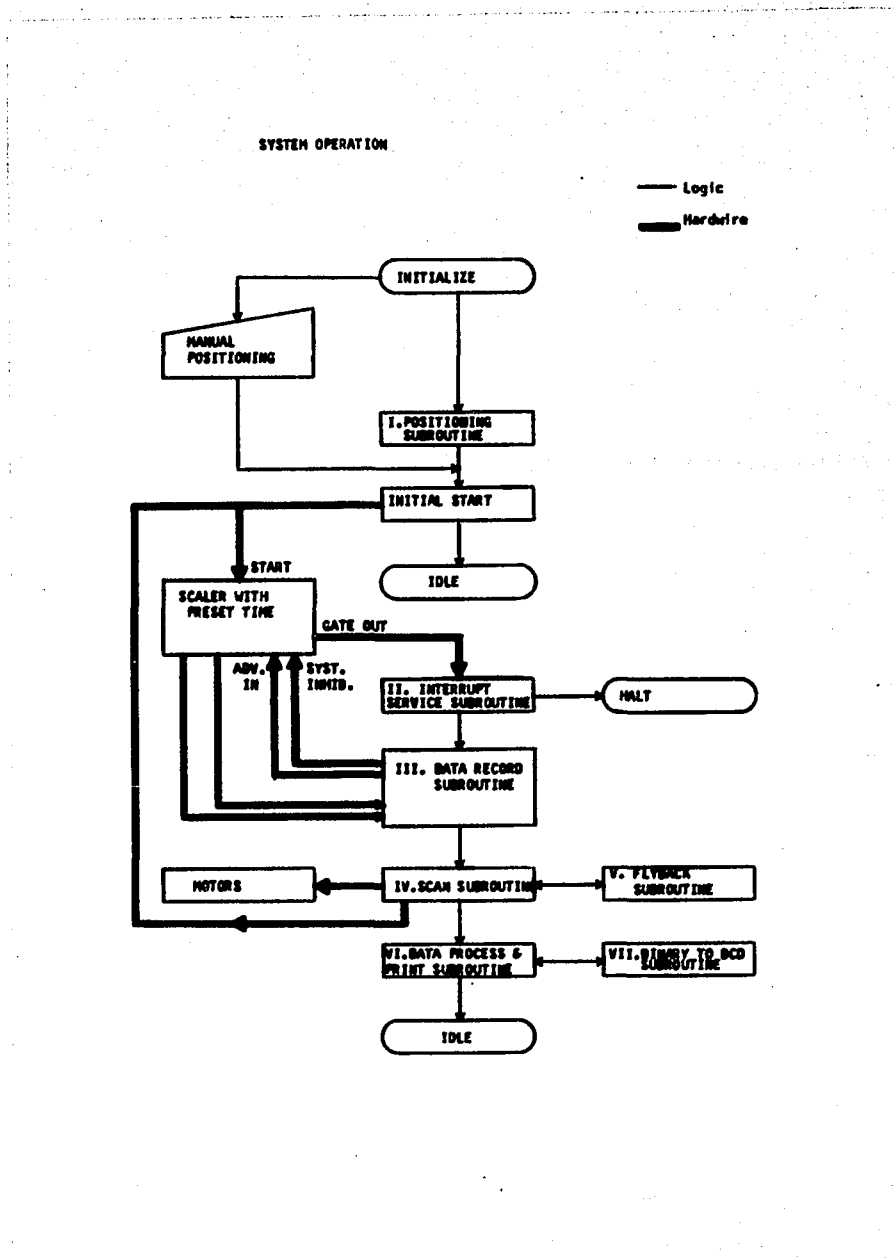 SYSTEM OPERATION
Logic
Hardwire
INITIALIZE
MANUAL
POSITIONING
I.POSITIONING
SUBROUTINE
INITIAL START
IDLE
START
SCALER WITH
PRESET TIME
GATE OUT
ADV.
IN
SYST.
INHIB.
II. INTERRUPT
SERVICE SUBROUTINE
HALT
III. DATA RECORD
SUBROUTINE
MOTORS
IV.SCAN SUBROUTINE
V. FLYBACK
SUBROUTINE
VI.DATA PROCESS &
PRINT SUBROUTINE
VII.BINARY TO BCD
SUBROUTINE
IDLE